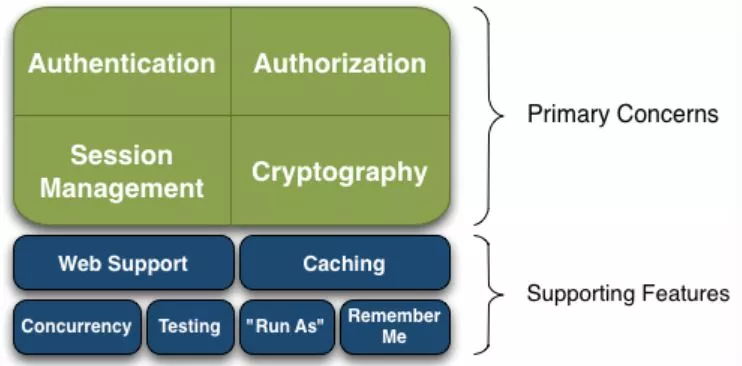 Authentication
Authorization
Session
Management
Cryptography
Primary Concerns
Web Support
Caching
Supporting Features
Concurrency
Testing
"Run As"
Remember
Me